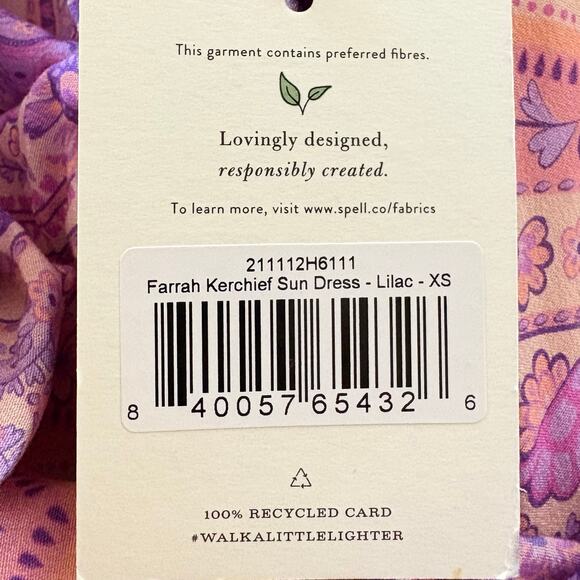 This garment contains preferred fibres.
Lovingly designed,
responsibly created.
To learn more, visit www.spell.co/fabrics
211112H6111
Farrah Kerchief Sun Dress - Lilac - XS
8 40057 65432 6
100% RECYCLED CARD
#WALKALITTLELIGHTER